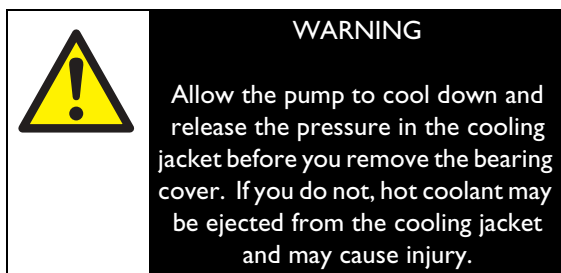 WARNING
Allow the pump to cool down and
release the pressure in the cooling
jacket before you remove the bearing
cover.  If you do not, hot coolant may
be ejected from the cooling jacket
and may cause injury.